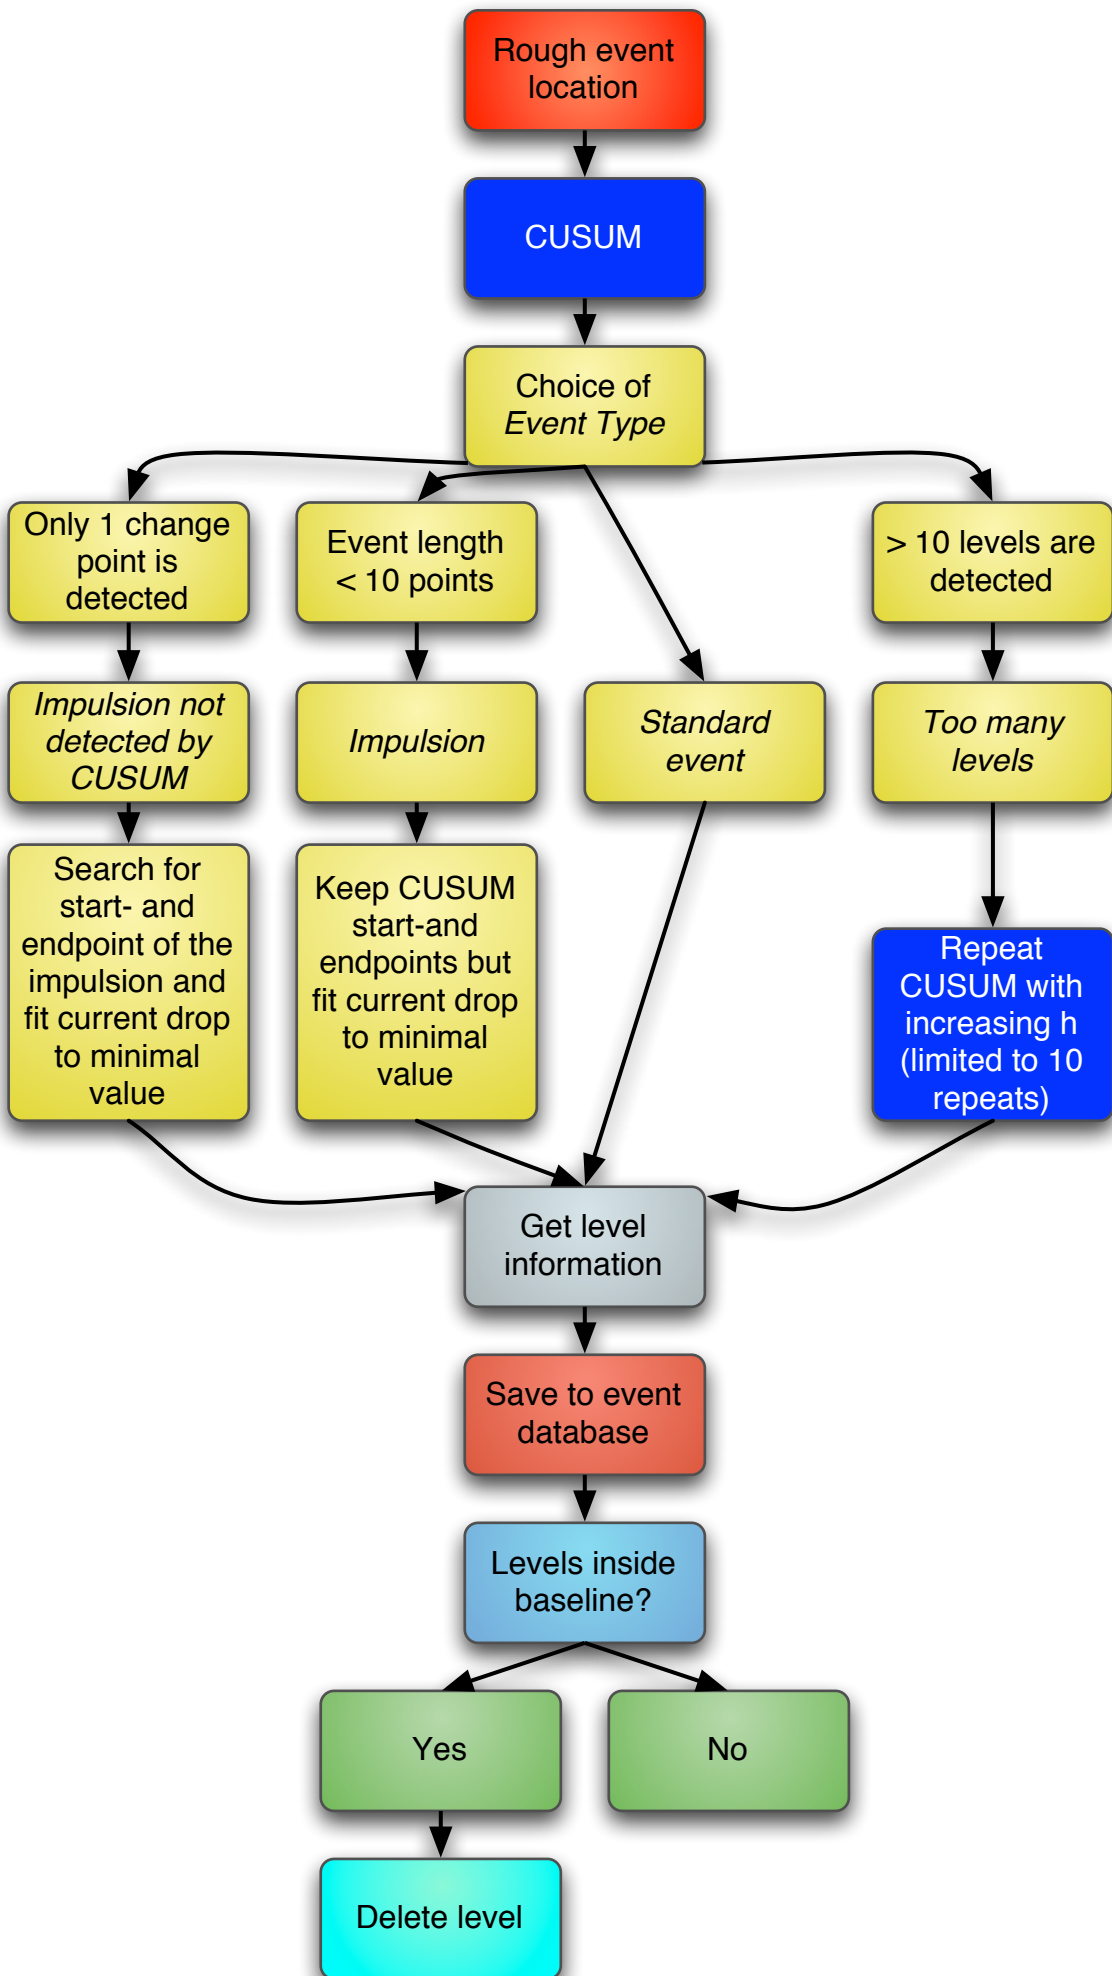 Rough event
location
CUSUM
Choice of
Event Type
Only 1 change
point is
detected
Event length
< 10 points
> 10 levels are
detected
Impulsion not
detected by
CUSUM
Impulsion
Standard
event
Too many
levels
Search for
start- and
endpoint of the
impulsion and
fit current drop
to minimal
value
Keep CUSUM
start-and
endpoints but
fit current drop
to minimal
value
Repeat
CUSUM with
increasing h
(limited to 10
repeats)
Get level
information
Save to event
database
Levels inside
baseline?
Yes
No
Delete level